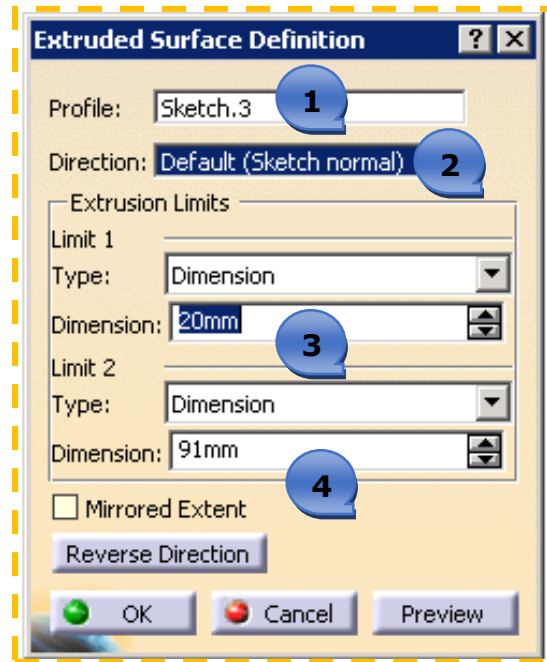 Extruded Surface Definition ? X
Profile: Sketch.3 1
Direction: Default (Sketch normal) 2
Extrusion Limits
Limit 1
Type: Dimension
Dimension: 20mm
3
Limit 2
Type: Dimension
Dimension: 91mm
4
Mirrored Extent
Reverse Direction
OK Cancel Preview